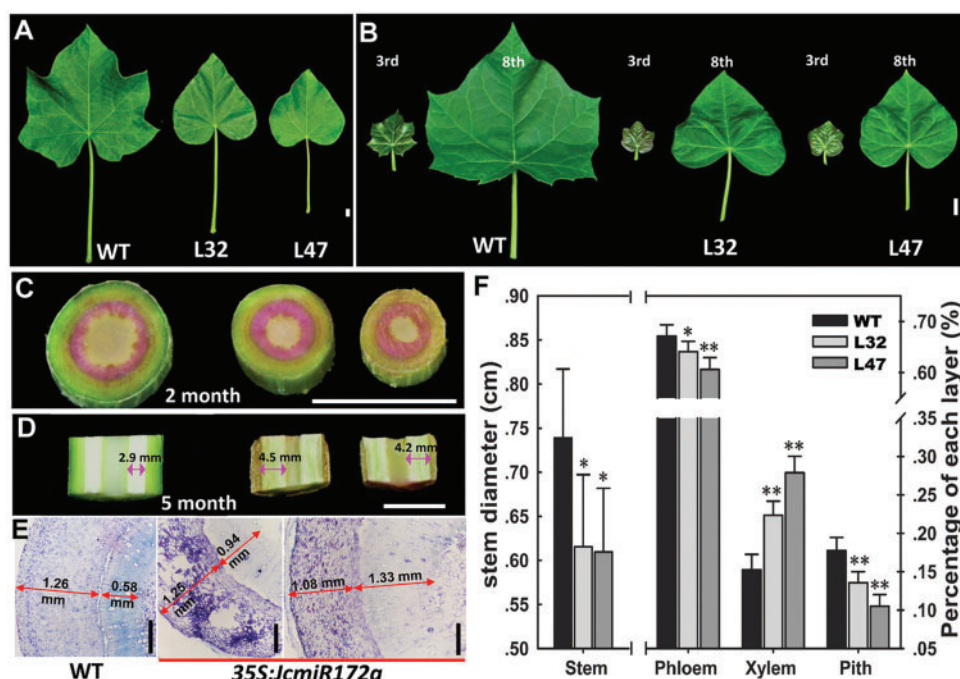 A
B
3rd
8th
3rd
8th
3rd
8th
WT
L32
L47
WT
L32
L47
C
2 month
D
2.9 mm
4.5 mm
4.2 mm
5 month
E
1.26
mm
0.58
mm
1.25
mm
0.94
mm
1.08 mm
1.33 mm
WT
35S:JcmiR172a
F
stem diameter (cm)
.90
.85
.80
.75
.70
.65
.60
.55
.50
Percentage of each layer (%)
.70
.60
.35
.30
.25
.20
.15
.10
.05
WT
L32
L47
* *
* **
** **
** **
Stem
Phloem
Xylem
Pith